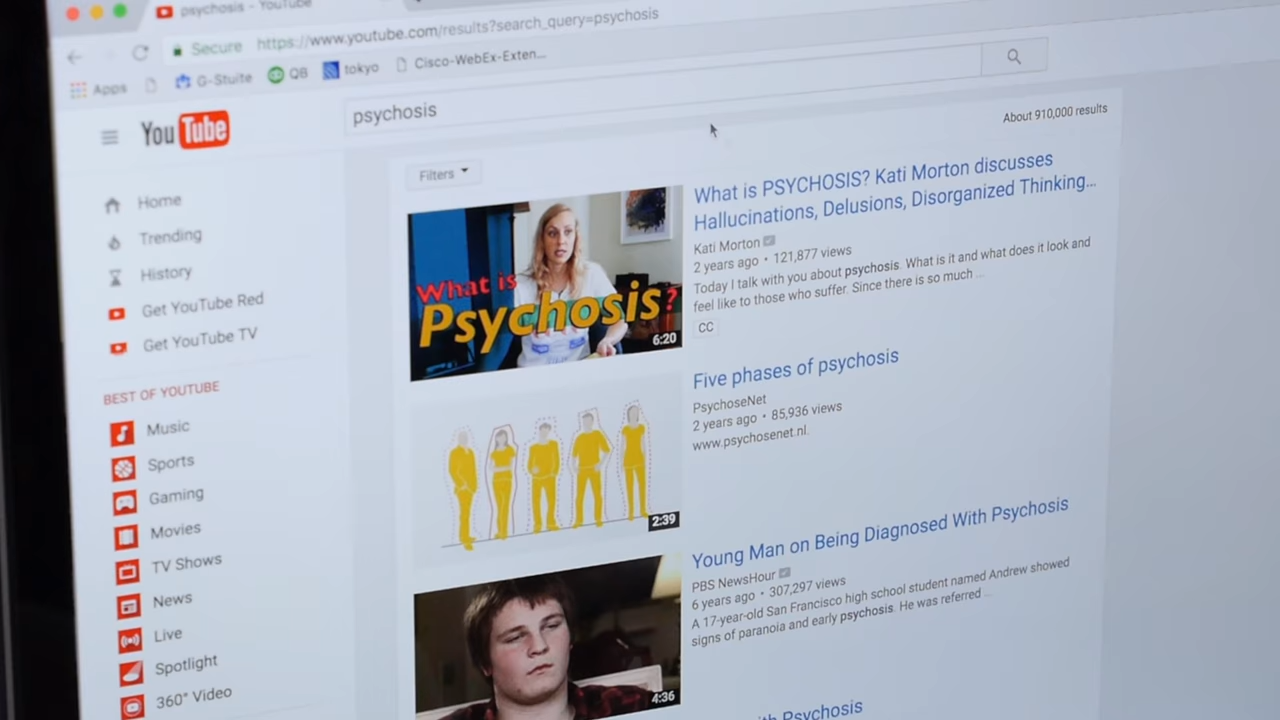 psychosis - YouTube
Secure https://www.youtube.com/results?search_query=psychosis
Apps G-Stuite QB tokyo Cisco-WebEx-Exten...
YouTube
psychosis
About 910,000 results
Filters
Home
Trending
History
Get YouTube Red
Get YouTube TV
BEST OF YOUTUBE
Music
Sports
Gaming
Movies
TV Shows
News
Live
Spotlight
360° Video
What is
Psychosis?
6:20
What is PSYCHOSIS? Kati Morton discusses
Hallucinations, Delusions, Disorganized Thinking...
Kati Morton
2 years ago • 121,877 views
Today I talk with you about psychosis. What is it and what does it look and
feel like to those who suffer. Since there is so much ...
CC
2:39
Five phases of psychosis
PsychoseNet
2 years ago • 85,936 views
www.psychosenet.nl.
4:36
Young Man on Being Diagnosed With Psychosis
PBS NewsHour
6 years ago • 307,297 views
A 17-year-old San Francisco high school student named Andrew showed
signs of paranoia and early psychosis. He was referred ...
with Psychosis